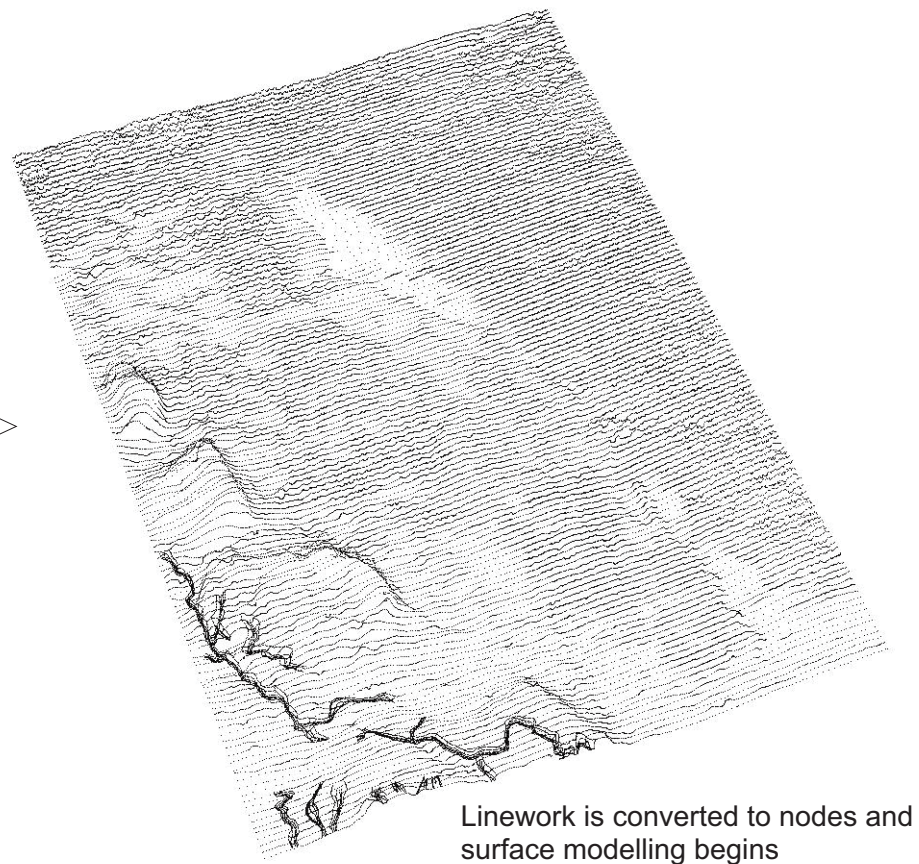 Linework is converted to nodes and
surface modelling begins